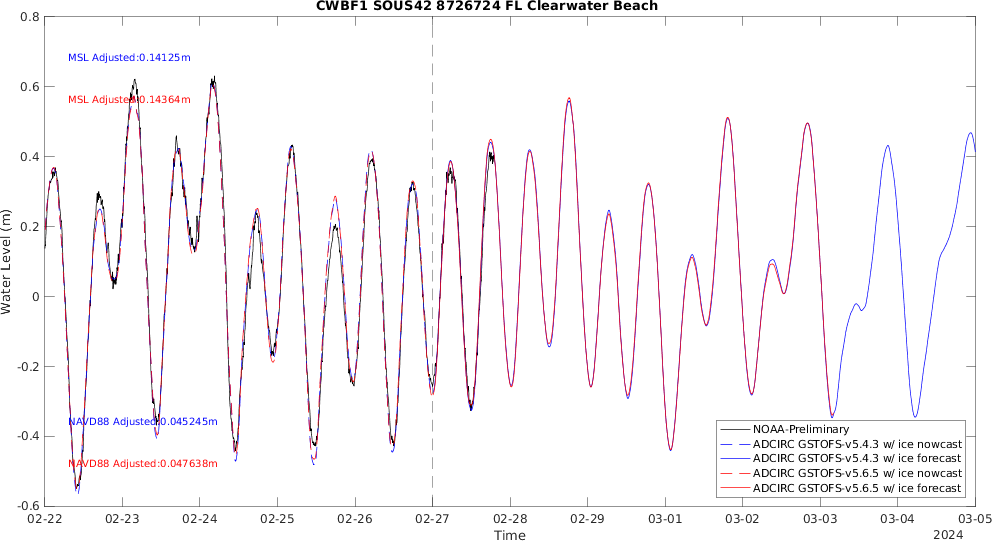 CWBF1 SOUS42 8726724 FL Clearwater Beach
0.8
MSL Adjusted:0.14125m
0.6
MSL Adjusted:0.14364m
0.4
0.2
Water Level (m)
0
-0.2
NAVD88 Adjusted:0.045245m
-0.4
NAVD88 Adjusted:0.047638m
-0.6
NOAA-Preliminary
ADCIRC GSTOFS-v5.4.3 w/ ice nowcast
ADCIRC GSTOFS-v5.4.3 w/ ice forecast
ADCIRC GSTOFS-v5.6.5 w/ ice nowcast
ADCIRC GSTOFS-v5.6.5 w/ ice forecast
02-22 02-23 02-24 02-25 02-26 02-27 02-28 02-29 03-01 03-02 03-03 03-04 03-05
Time
2024